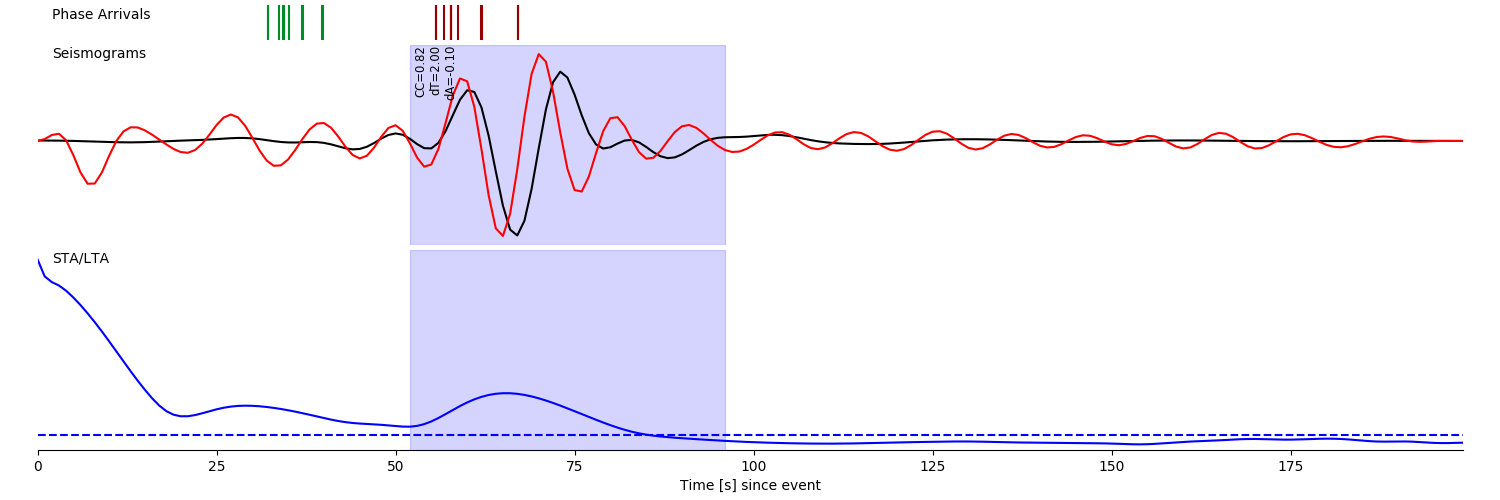 Phase Arrivals
Seismograms
CC=0.82
dT=2.00
dA=-0.10
STA/LTA
0 25 50 75 100 125 150 175
Time [s] since event